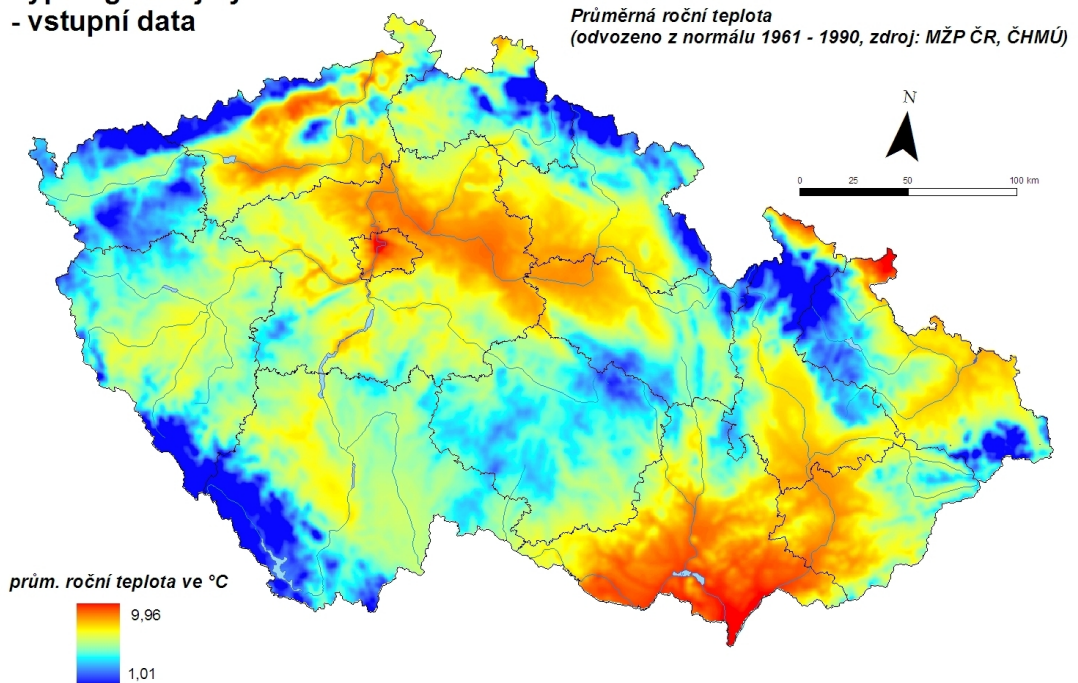 - vstupní data
Průměrná roční teplota
(odvozeno z normálu 1961 - 1990, zdroj: MŽP ČR, ČHMÚ)
N
0 25 50 100 km
prům. roční teplota ve °C
9,96
1,01